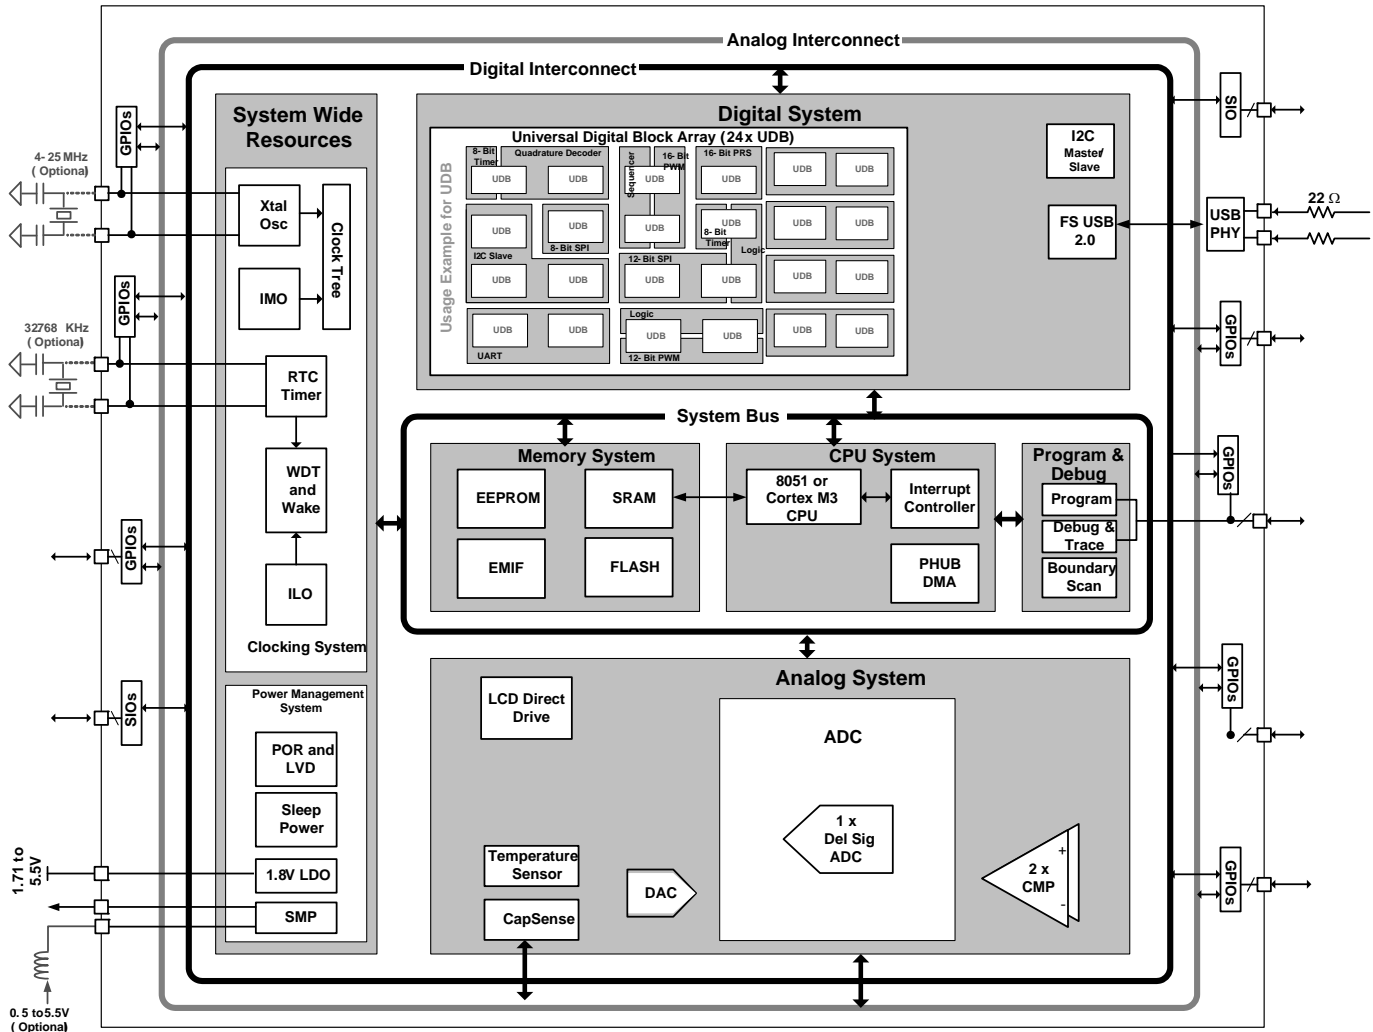 Analog Interconnect
Digital Interconnect
System Wide
Resources
Digital System
Universal Digital Block Array (24x UDB)
Usage Example for UDB
8- Bit
Timer
Quadrature Decoder
Sequencer
16- Bit
PWM
16- Bit PRS
UDB
UDB
UDB
UDB
UDB
UDB
I2C Slave
8- Bit SPI
8- Bit
Timer
Logic
UDB
UDB
UDB
UDB
UDB
UDB
12- Bit SPI
UDB
UDB
UDB
UDB
UDB
UDB
Logic
UDB
UDB
UDB
UDB
UDB
UDB
UART
12- Bit PWM
I2C
Master/
Slave
FS USB
2.0
USB
PHY
22 Ω
SIO
GPIOs
GPIOs
GPIOs
GPIOs
GPIOs
4- 25 MHz
( Optional)
GPIOs
Xtal
Osc
Clock Tree
IMO
32768 KHz
( Optional)
RTC
Timer
WDT
and
Wake
ILO
Clocking System
GPIOs
SIOs
Power Management
System
POR and
LVD
Sleep
Power
1.8V LDO
SMP
1.71 to
5.5V
0. 5 to5.5V
( Optional)
System Bus
Memory System
EEPROM
SRAM
EMIF
FLASH
CPU System
8051 or
Cortex M3
CPU
Interrupt
Controller
PHUB
DMA
Program &
Debug
Program
Debug &
Trace
Boundary
Scan
Analog System
LCD Direct
Drive
ADC
1 x
Del Sig
ADC
Temperature
Sensor
CapSense
DAC
+
2 x
CMP
-